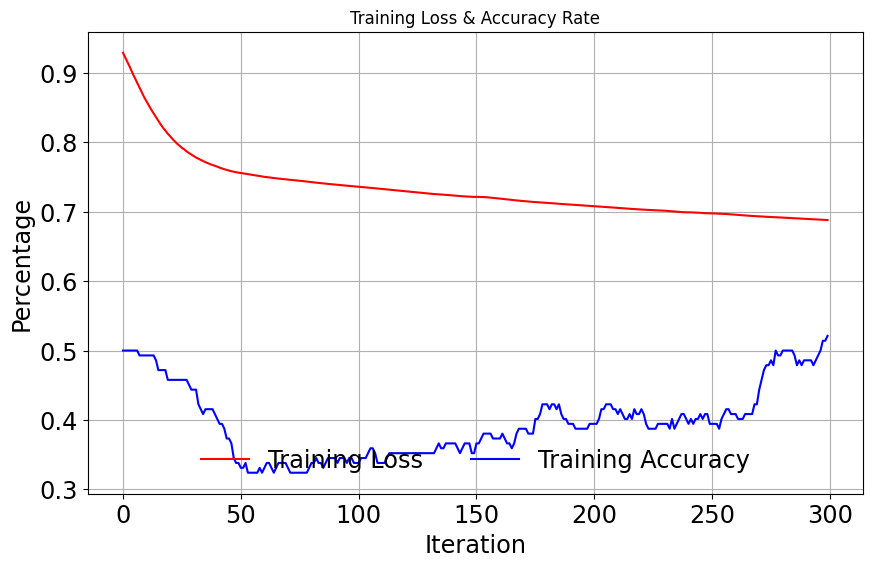 Training Loss & Accuracy Rate
Percentage
0.9
0.8
0.7
0.6
0.5
0.4
0.3
Training Loss
Training Accuracy
0 50 100 150 200 250 300
Iteration